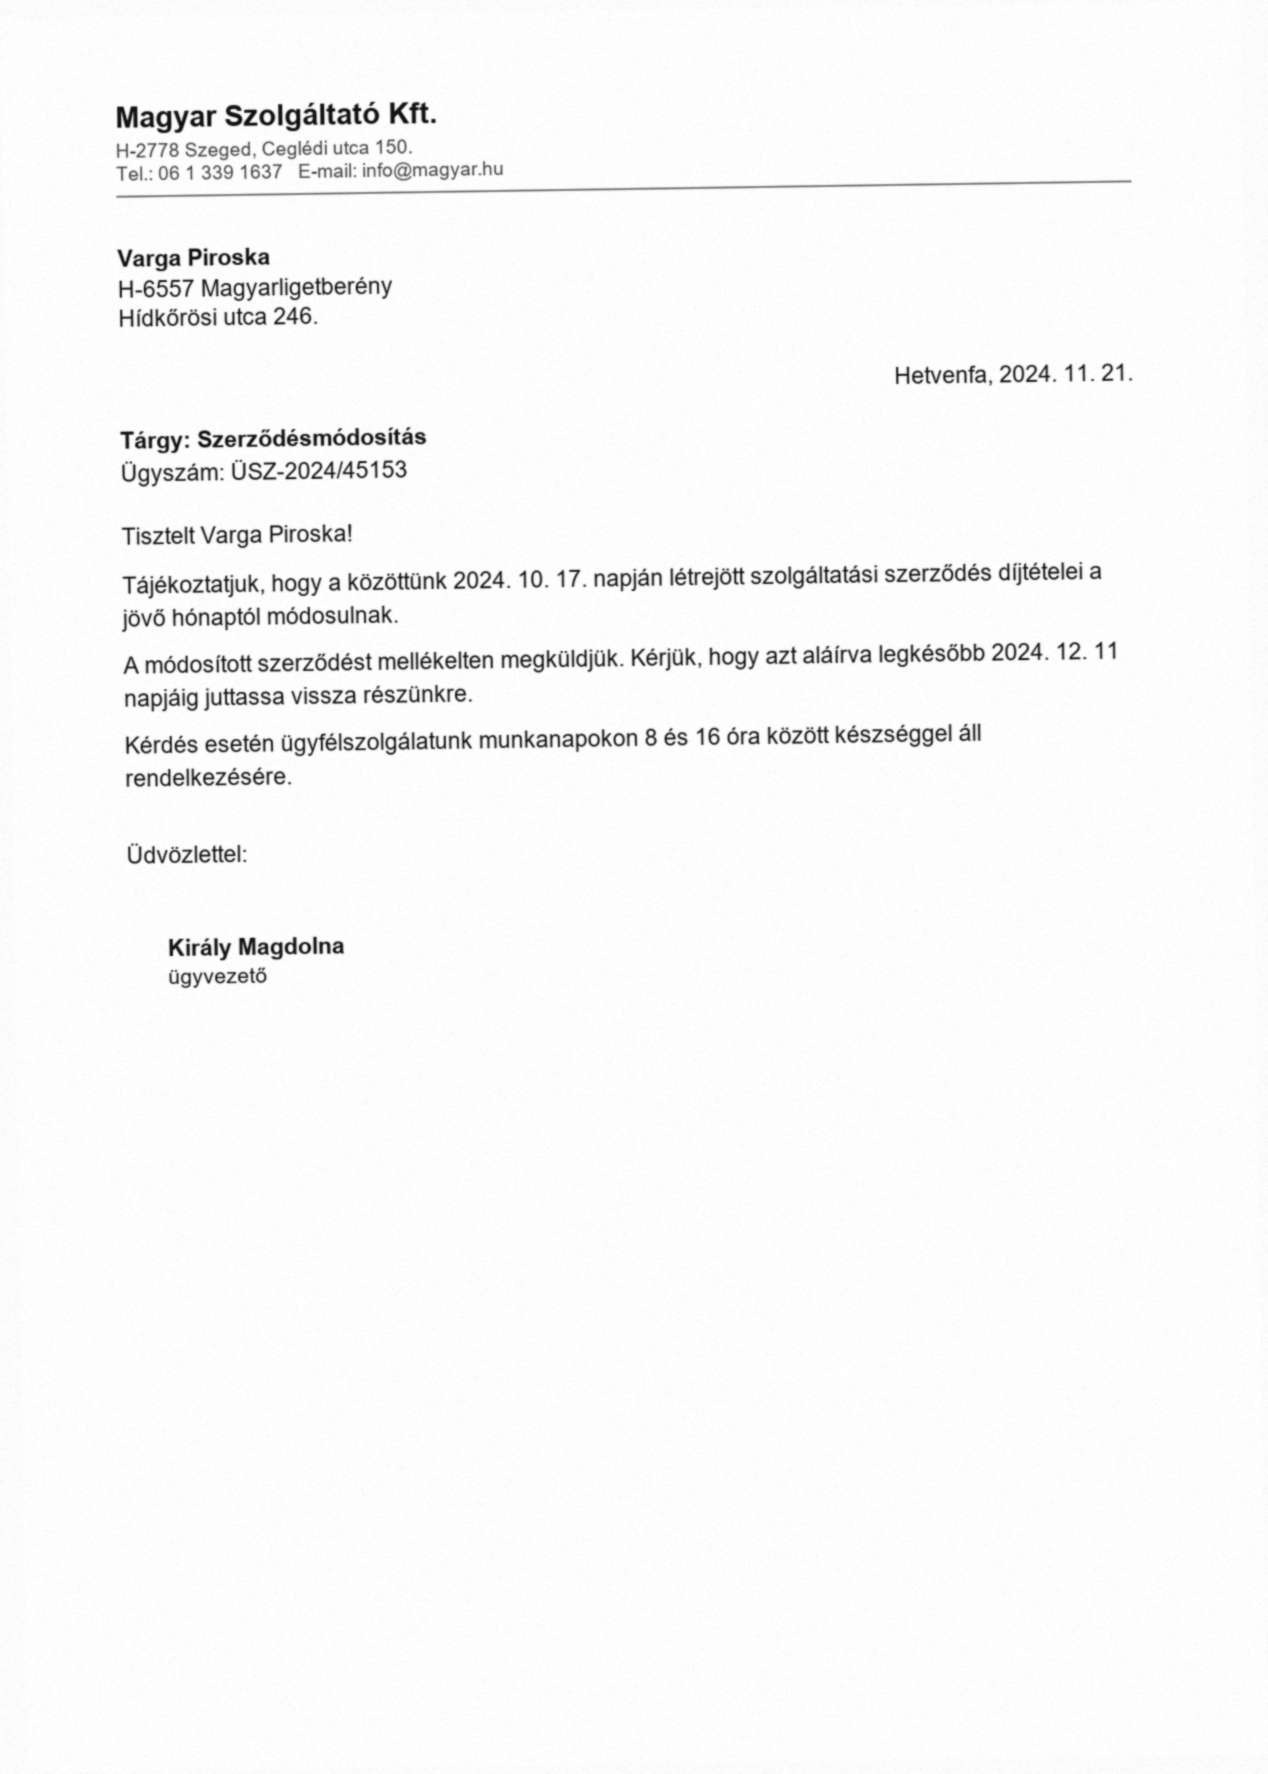 Magyar Szolgáltató Kft.
H-2778 Szeged, Ceglédi utca 150.
Tel.: 06 1 339 1637 E-mail: info@magyar.hu
Varga Piroska
H-6557 Magyarligetberény
Hídkőrösi utca 246.
Hetvenfa, 2024. 11. 21.
Tárgy: Szerződésmódosítás
Ügyszám: ÜSZ-2024/45153
Tisztelt Varga Piroska!
Tájékoztatjuk, hogy a közöttünk 2024. 10. 17. napján létrejött szolgáltatási szerződés díjtételei a
jövő hónaptól módosulnak.
A módosított szerződést mellékelten megküldjük. Kérjük, hogy azt aláírva legkésőbb 2024. 12. 11
napjáig juttassa vissza részünkre.
Kérdés esetén ügyfélszolgálatunk munkanapokon 8 és 16 óra között készséggel áll
rendelkezésére.
Üdvözlettel:
Király Magdolna
ügyvezető